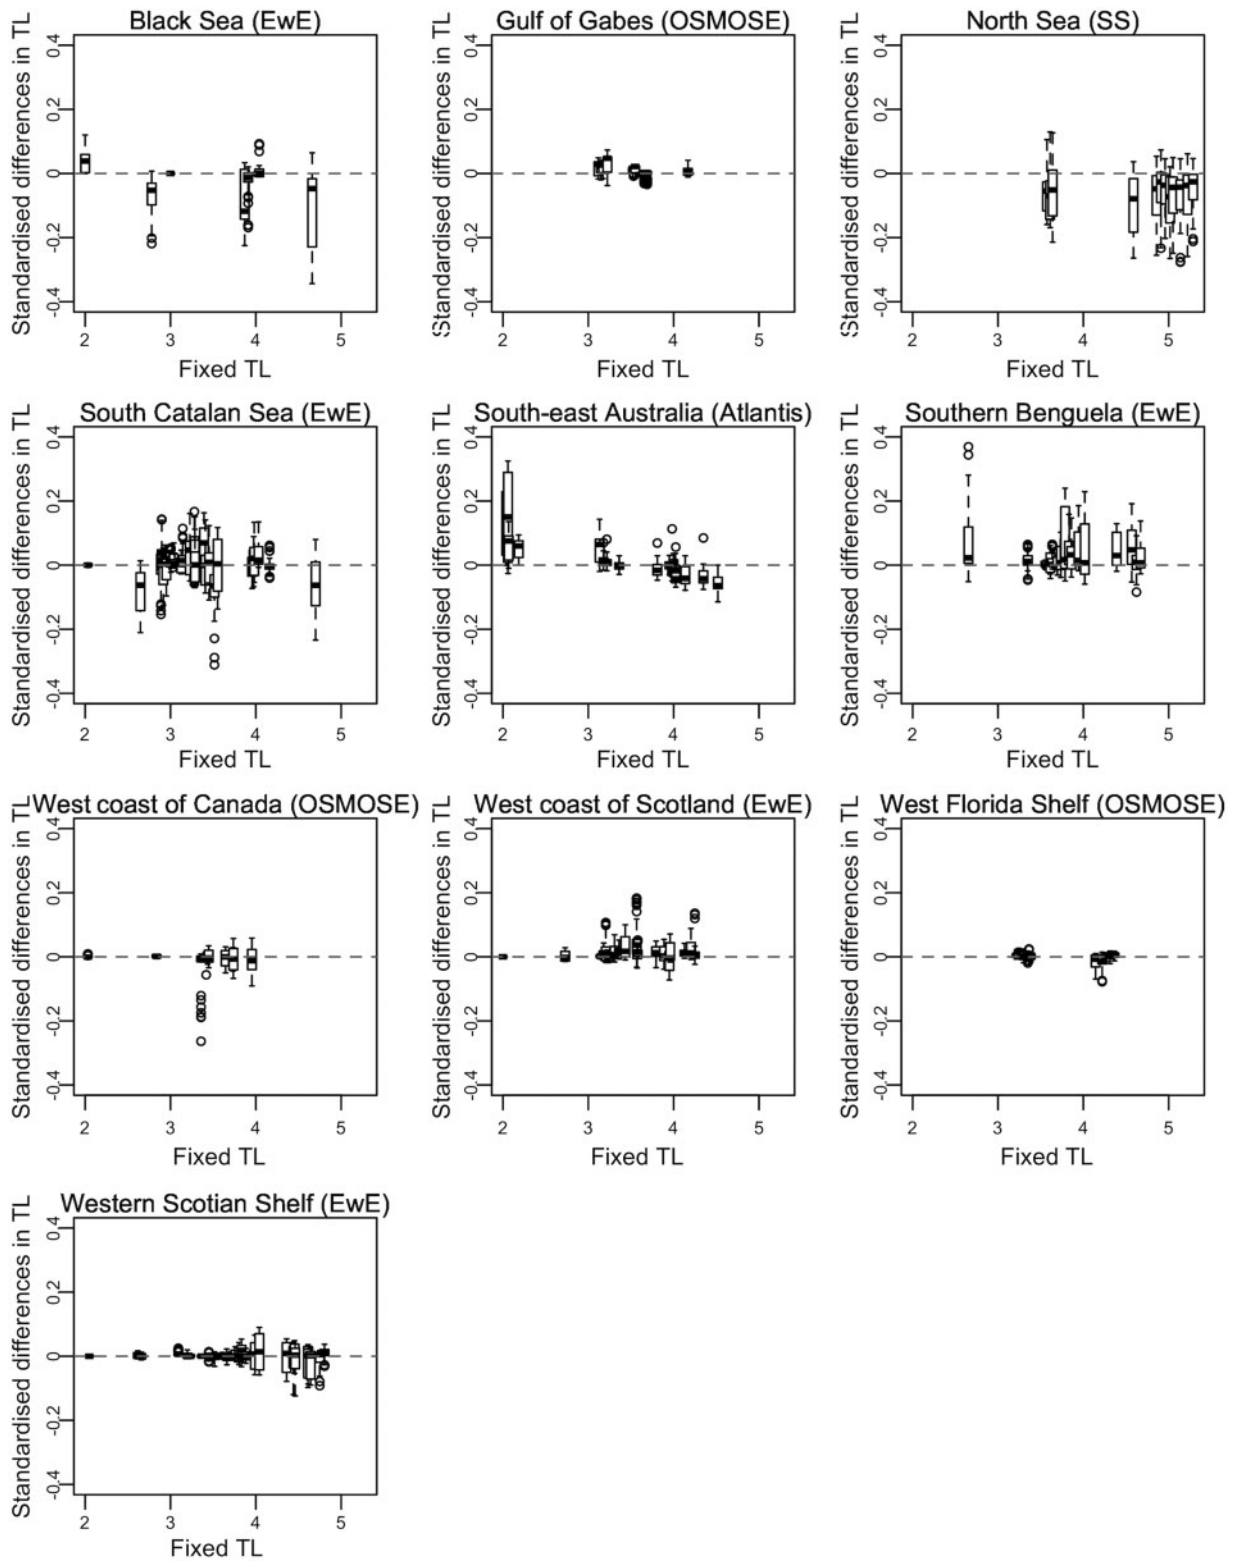 Black Sea (EwE)
Gulf of Gabes (OSMOSE)
North Sea (SS)
Standardised differences in TL
0.4
0.2
0
-0.2
-0.4
Standardised differences in TL
0.4
0.2
0
-0.2
-0.4
Standardised differences in TL
0.4
0.2
0
-0.2
-0.4
2 3 4 5
2 3 4 5
2 3 4 5
Fixed TL
Fixed TL
Fixed TL
South Catalan Sea (EwE)
South-east Australia (Atlantis)
Southern Benguela (EwE)
Standardised differences in TL
0.4
0.2
0
-0.2
-0.4
Standardised differences in TL
0.4
0.2
0
-0.2
-0.4
Standardised differences in TL
0.4
0.2
0
-0.2
-0.4
2 3 4 5
2 3 4 5
2 3 4 5
Fixed TL
Fixed TL
Fixed TL
West coast of Canada (OSMOSE)
West coast of Scotland (EwE)
West Florida Shelf (OSMOSE)
Standardised differences in TL
0.4
0.2
0
-0.2
-0.4
Standardised differences in TL
0.4
0.2
0
-0.2
-0.4
Standardised differences in TL
0.4
0.2
0
-0.2
-0.4
2 3 4 5
2 3 4 5
2 3 4 5
Fixed TL
Fixed TL
Fixed TL
Western Scotian Shelf (EwE)
Standardised differences in TL
0.4
0.2
0
-0.2
-0.4
2 3 4 5
Fixed TL